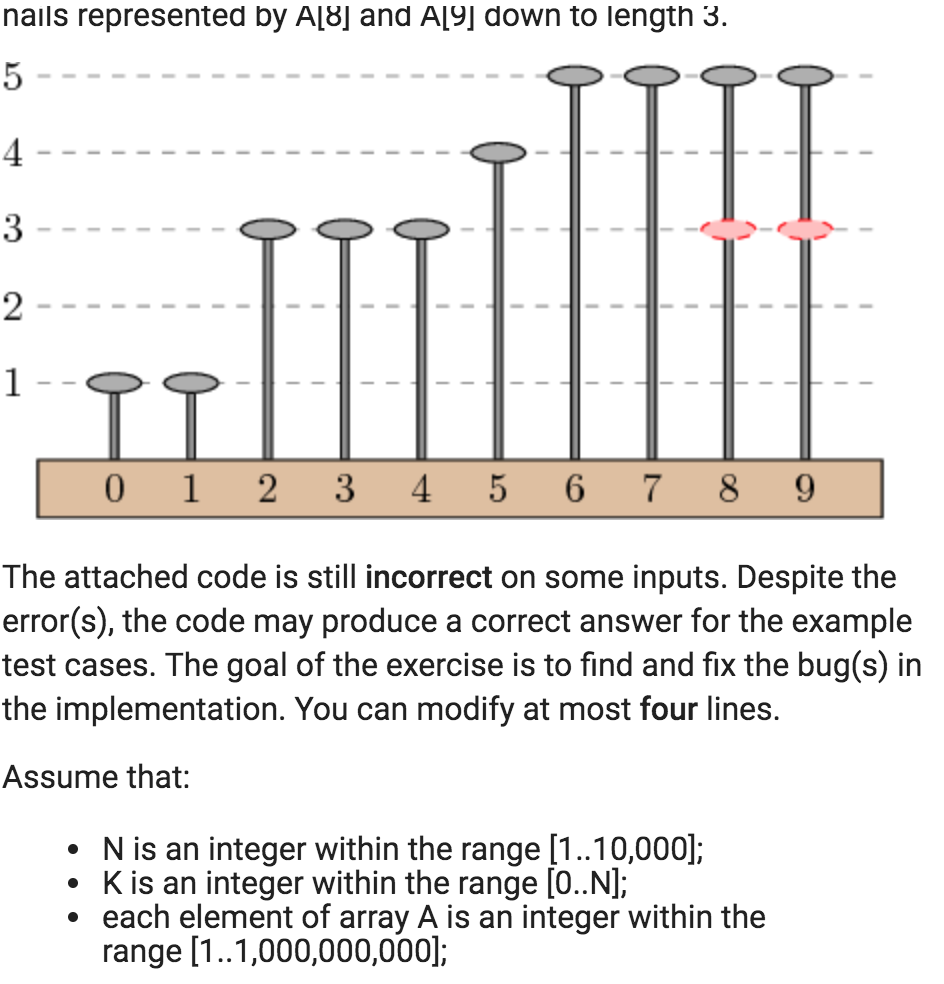 nails represented by A[8] and A[9] down to length 3.
5
4
3
2
1
0 1 2 3 4 5 6 7 8 9
The attached code is still incorrect on some inputs. Despite the
error(s), the code may produce a correct answer for the example
test cases. The goal of the exercise is to find and fix the bug(s) in
the implementation. You can modify at most four lines.
Assume that:
• N is an integer within the range [1..10,000];
• K is an integer within the range [0..N];
• each element of array A is an integer within the
range [1..1,000,000,000];